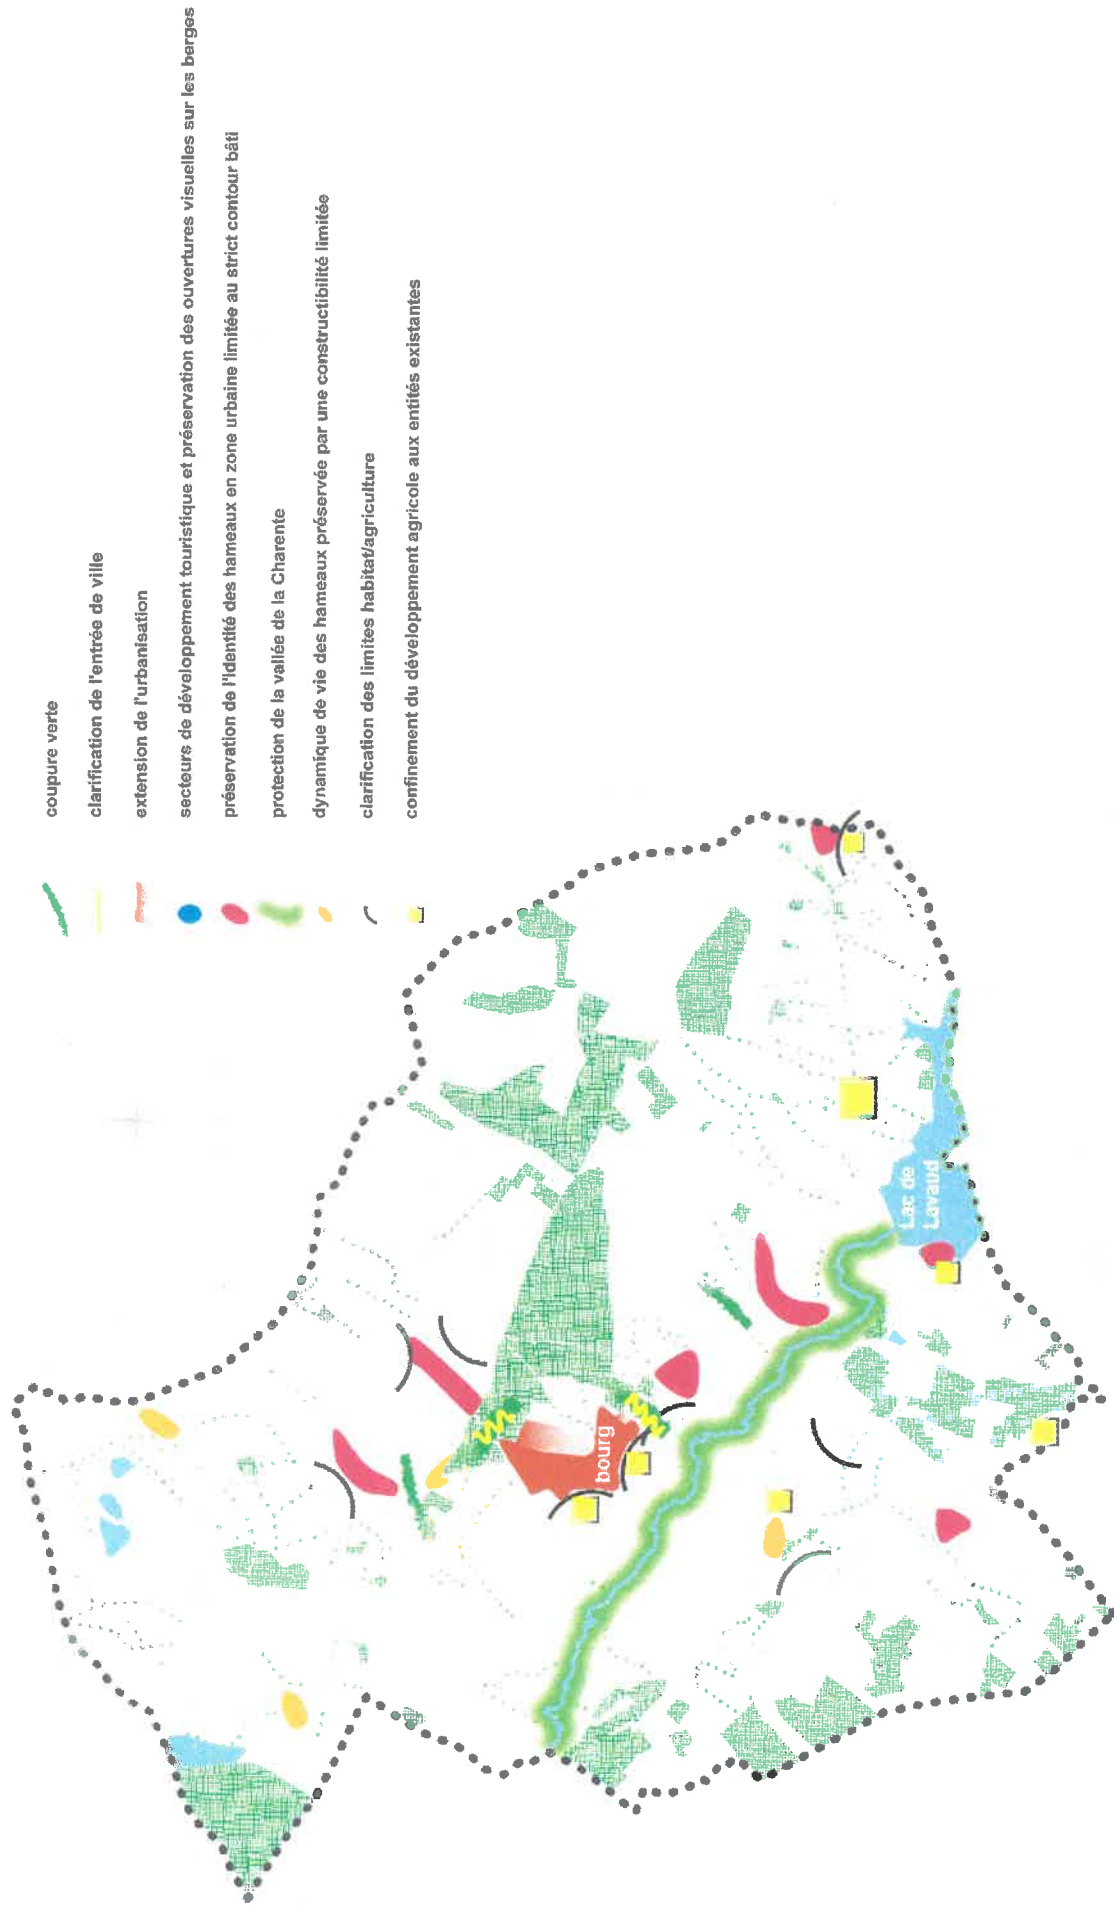 coupure verte
clarification de l'entrée de ville
extension de l'urbanisation
secteurs de développement touristique et préservation des ouvertures visuelles sur les berges
préservation de l'identité des hameaux en zone urbaine limitée au strict contour bâti
protection de la vallée de la Charente
dynamique de vie des hameaux préservée par une constructibilité limitée
clarification des limites habitat/agriculture
confinement du développement agricole aux entités existantes
bourg
Lac de
Lavaud